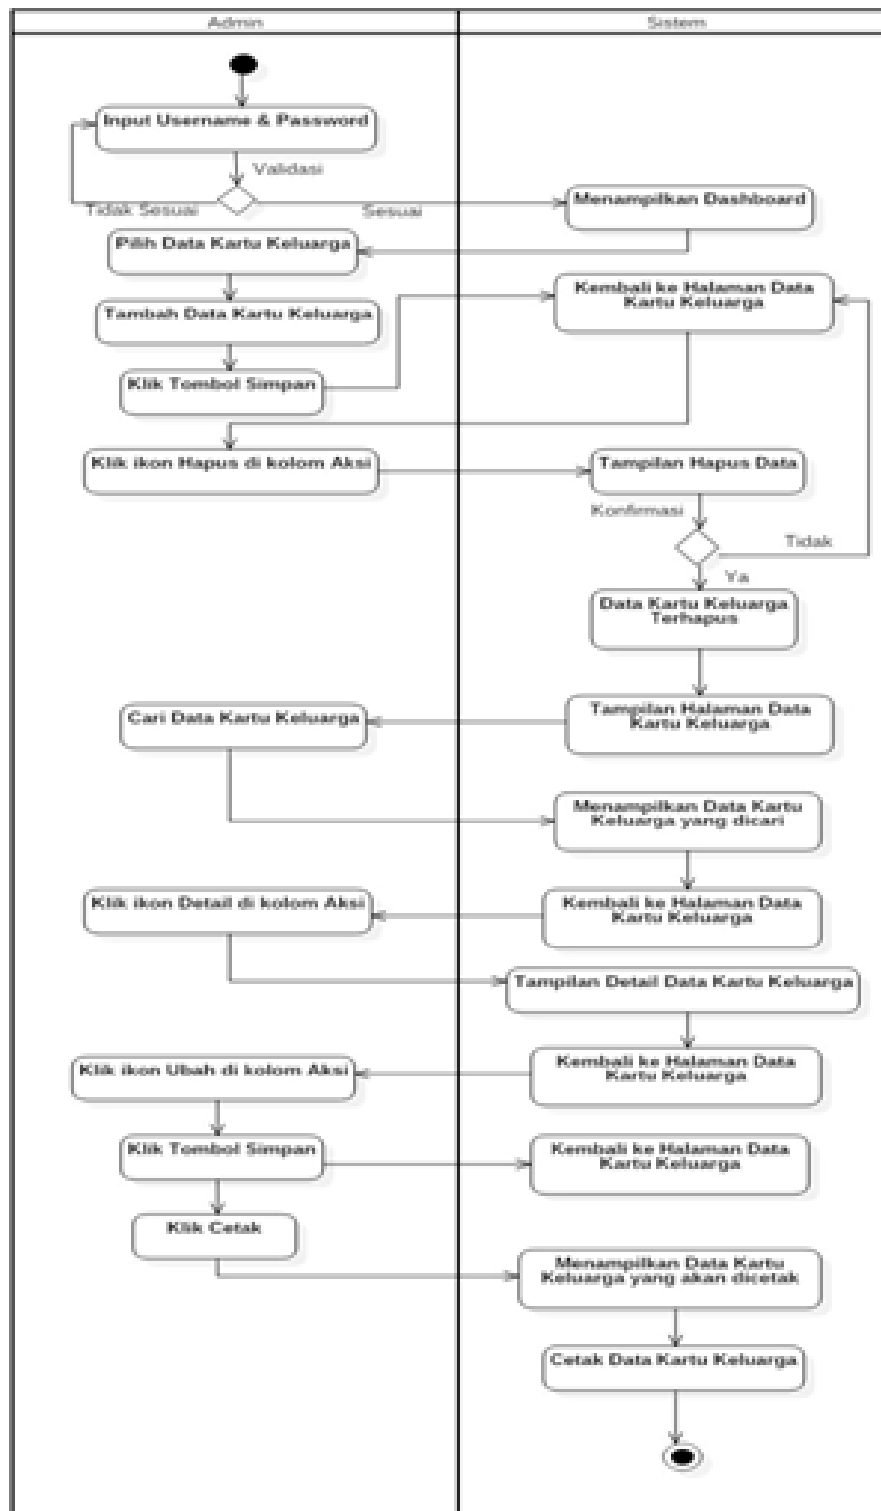 Admin
Sistem
Input Username & Password
Validasi
Tidak Sesuai
Sesuai
Menampilkan Dashboard
Pilih Data Kartu Keluarga
Kembali ke Halaman Data
Kartu Keluarga
Tambah Data Kartu Keluarga
Klik Tombol Simpan
Klik ikon Hapus di kolom Aksi
Tampilan Hapus Data
Konfirmasi
Tidak
Ya
Data Kartu Keluarga
Terhapus
Cari Data Kartu Keluarga
Tampilan Halaman Data
Kartu Keluarga
Menampilkan Data Kartu
Keluarga yang dicari
Klik ikon Detail di kolom Aksi
Kembali ke Halaman Data
Kartu Keluarga
Tampilan Detail Data Kartu Keluarga
Klik ikon Ubah di kolom Aksi
Kembali ke Halaman Data
Kartu Keluarga
Klik Tombol Simpan
Kembali ke Halaman Data
Kartu Keluarga
Klik Cetak
Menampilkan Data Kartu
Keluarga yang akan dicetak
Cetak Data Kartu Keluarga